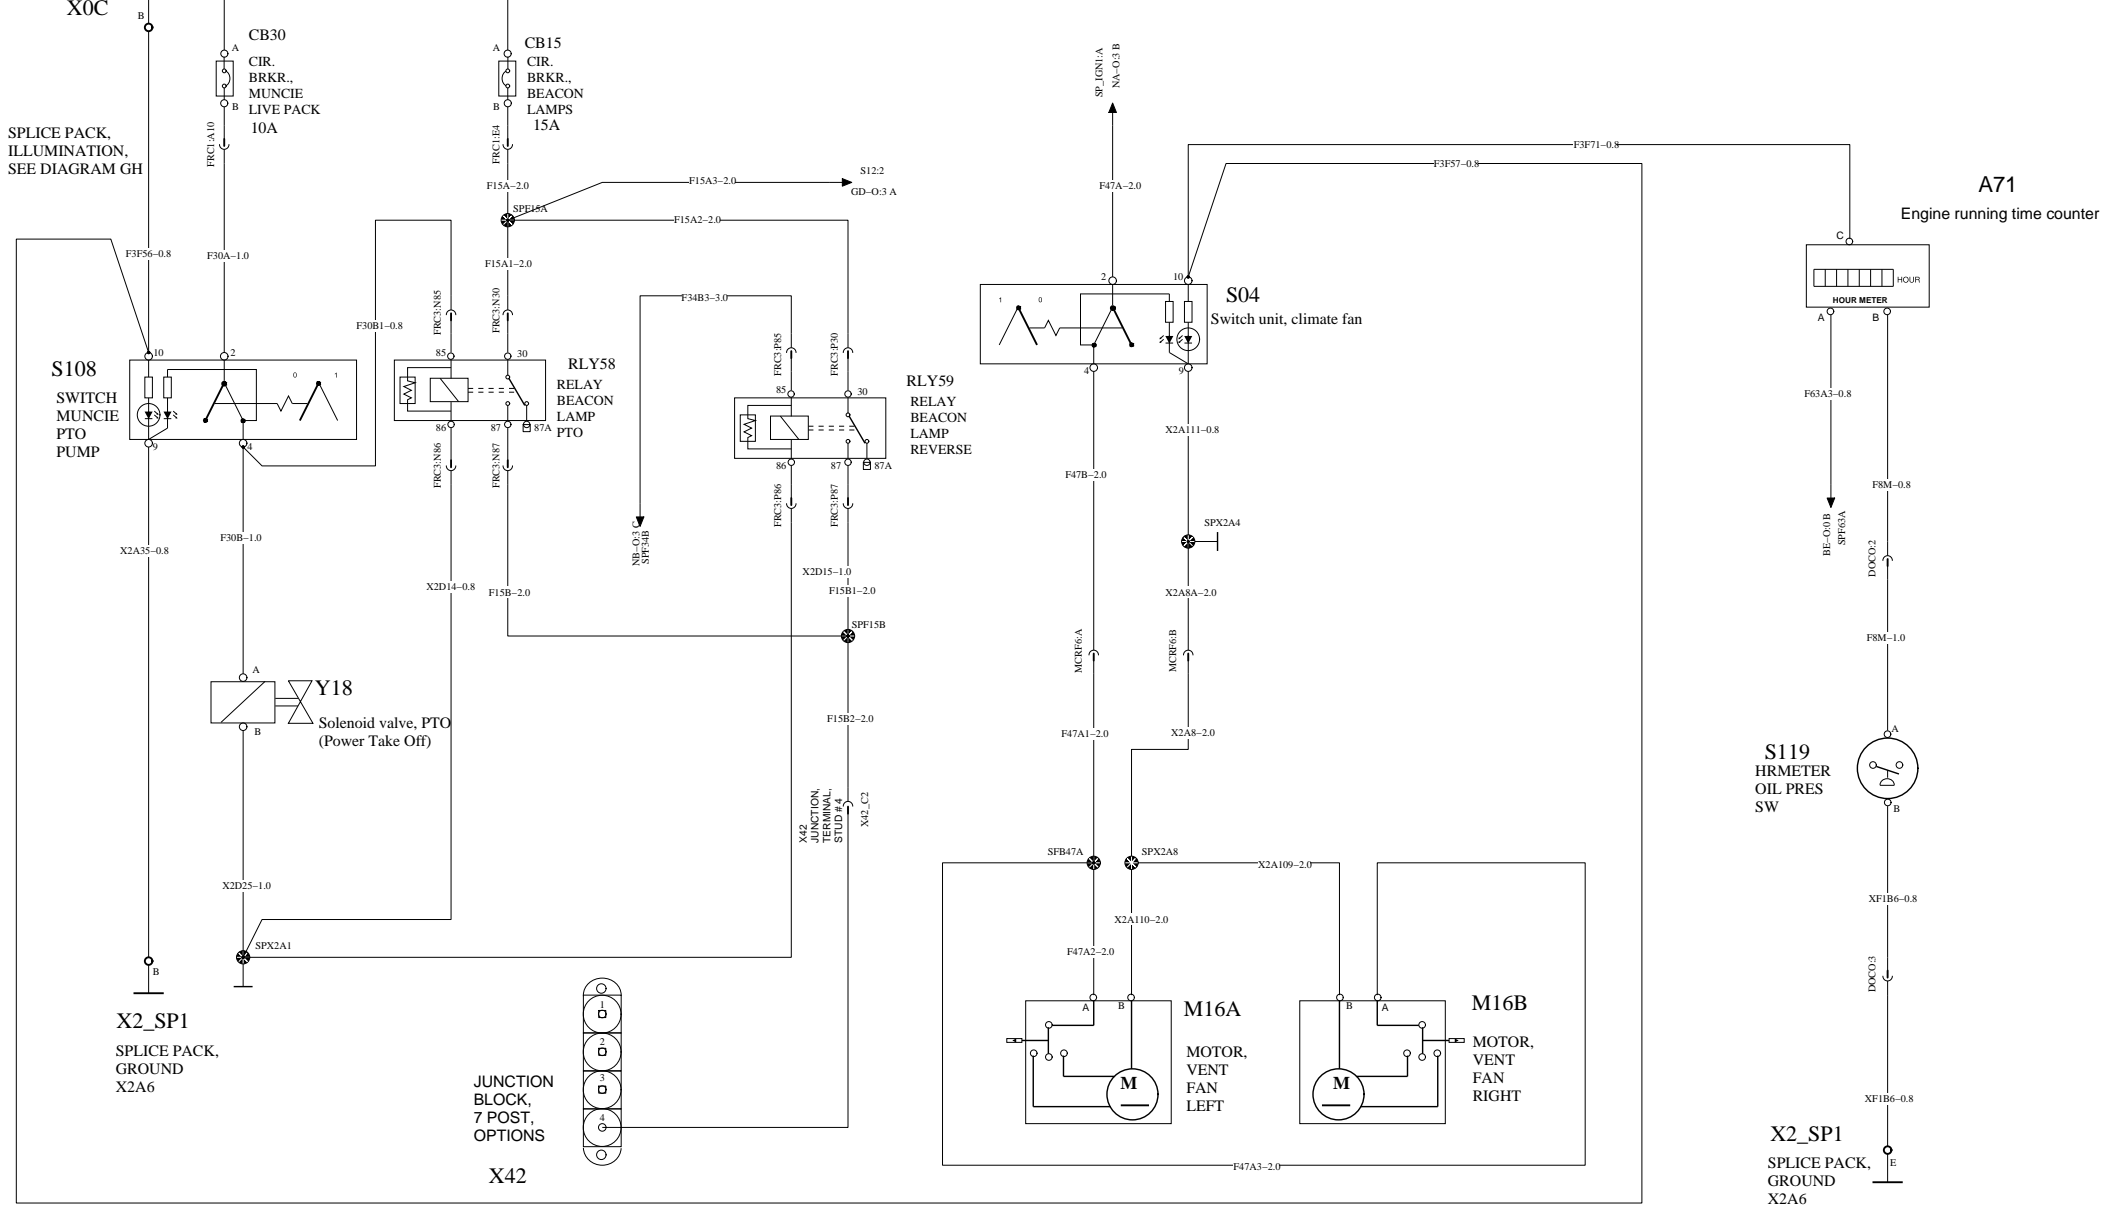 X0C
B
A
CB30
CIR.
BRKR.,
MUNCIE
LIVE PACK
10A
B
FRC1:A10
A
CB15
CIR.
BRKR.,
BEACON
LAMPS
15A
B
FRC1:E4
SPLICE PACK,
ILLUMINATION,
SEE DIAGRAM GH
F15A–2.0
SPF15A
F15A3–2.0
S12:2
GD–O:3 A
F15A2–2.0
F15A1–2.0
F3F56–0.8
F30A–1.0
F30B1–0.8
FRC3:N85
FRC3:N30
F34B3–3.0
FRC3:P85
FRC3:P30
NB–O:3 C
SPF34B
SP_IGN1:A
NA–O:3 B
F47A–2.0
F3F71–0.8
F3F57–0.8
A71
Engine running time counter
C
HOUR
HOUR METER
A
B
S108
SWITCH
MUNCIE
PTO
PUMP
10
2
0
1
9
4
85
30
RLY58
RELAY
BEACON
LAMP
PTO
86
87
87A
FRC3:N86
FRC3:N87
85
30
RLY59
RELAY
BEACON
LAMP
REVERSE
86
87
87A
FRC3:P86
FRC3:P87
2
10
1
0
S04
Switch unit, climate fan
4
9
F63A3–0.8
X2A111–0.8
F47B–2.0
F8M–0.8
BE–O:0 B
SPF63A
DOCO:2
SPX2A4
X2A35–0.8
F30B–1.0
X2D14–0.8
F15B–2.0
X2D15–1.0
F15B1–2.0
SPF15B
X2A8A–2.0
MCRF6:A
MCRF6:B
F8M–1.0
A
Y18
Solenoid valve, PTO
(Power Take Off)
B
F15B2–2.0
F47A1–2.0
X2A8–2.0
A
S119
HRMETER
OIL PRES
SW
B
X42
JUNCTION,
TERMINAL,
STUD # 4
X42_C2
SFB47A
SPX2A8
X2A109–2.0
X2D25–1.0
X2A110–2.0
F47A2–2.0
XF1B6–0.8
SPX2A1
B
DOCO:3
X2_SP1
SPLICE PACK,
GROUND
X2A6
1
2
3
4
JUNCTION
BLOCK,
7 POST,
OPTIONS
X42
A
B
M16A
MOTOR,
VENT
FAN
LEFT
M
B
A
M16B
MOTOR,
VENT
FAN
RIGHT
M
F47A3–2.0
XF1B6–0.8
X2_SP1
SPLICE PACK,
GROUND
X2A6
E